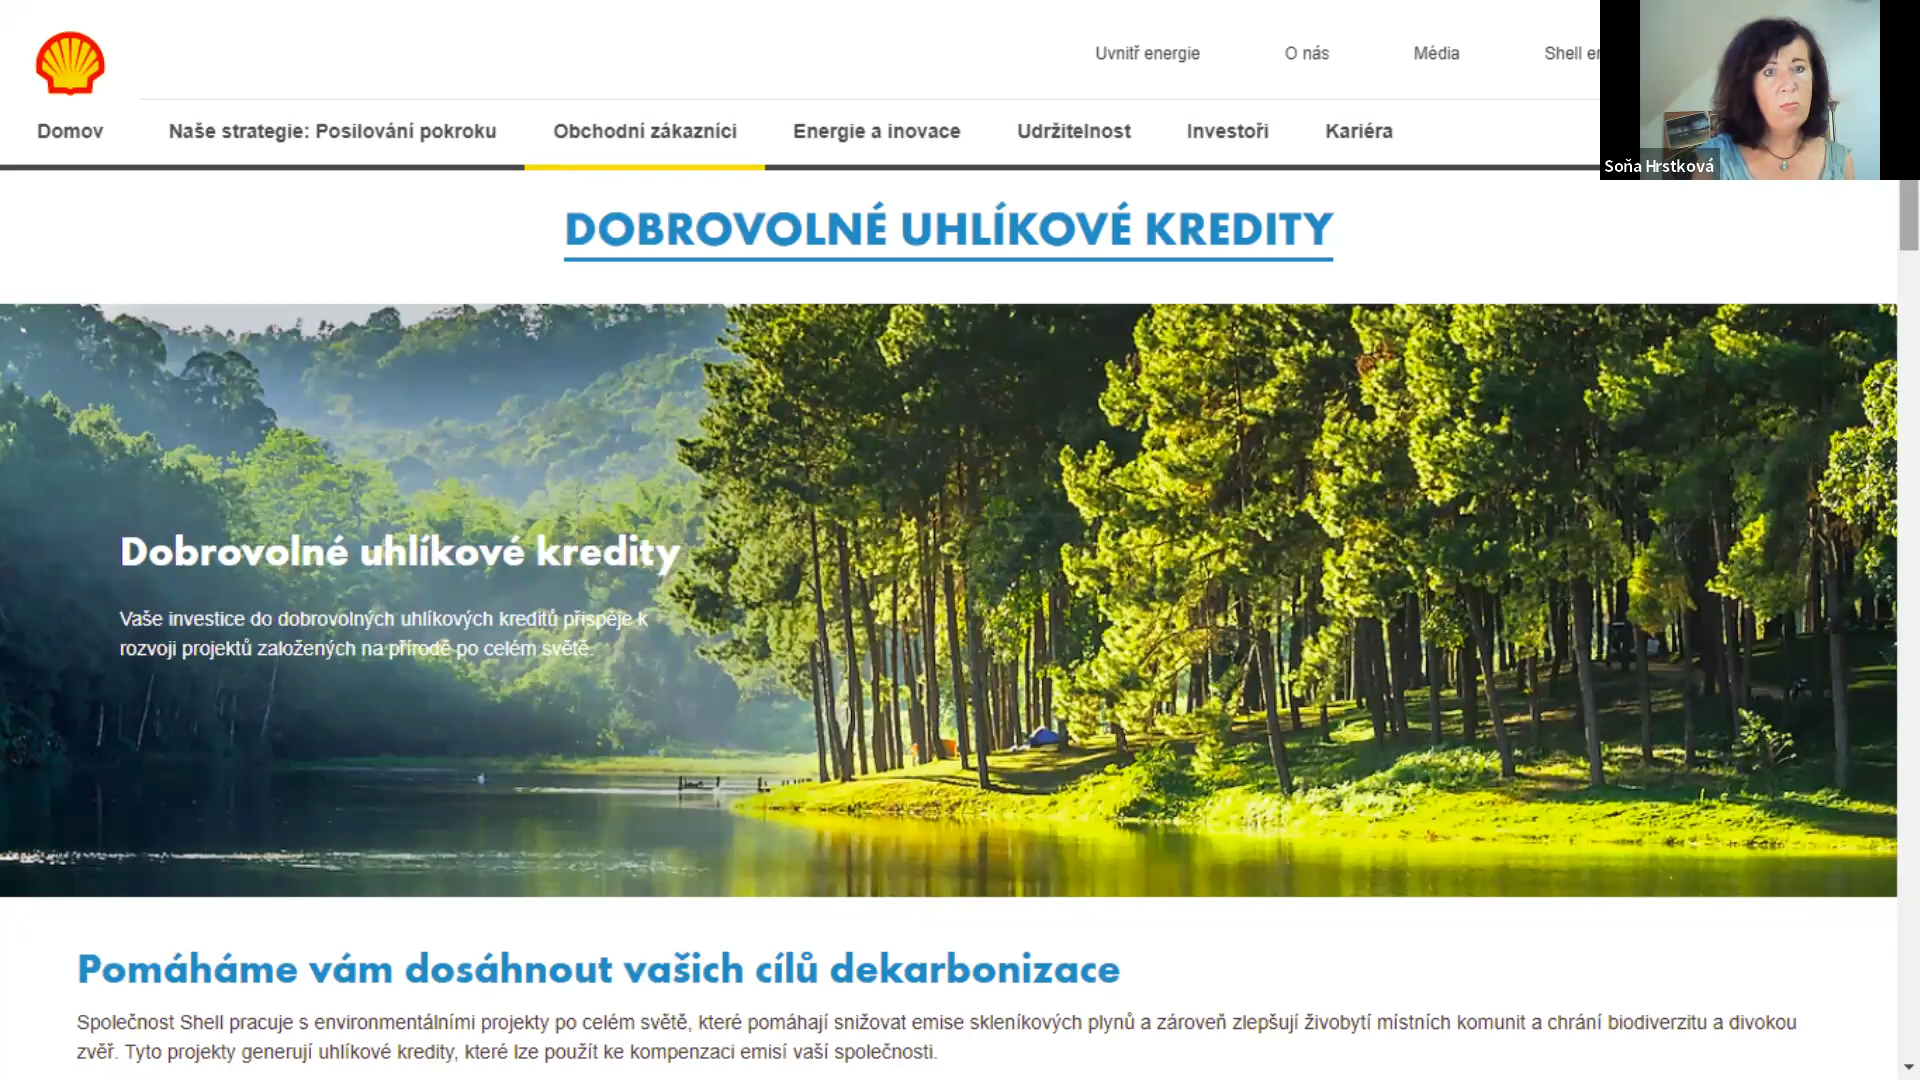 Uvnitř energie
O nás
Média
Shell
Domov
Naše strategie: Posilování pokroku
Obchodní zákazníci
Energie a inovace
Udržitelnost
Investoři
Kariéra
Soňa Hrstková
DOBROVOLNÉ UHLÍKOVÉ KREDITY
Dobrovolné uhlíkové kredity
Vaše investice do dobrovolných uhlíkových kreditů přispěje k
rozvoji projektů založených na přírodě po celém světě.
Pomáháme vám dosáhnout vašich cílů dekarbonizace
Společnost Shell pracuje s environmentálními projekty po celém světě, které pomáhají snižovat emise skleníkových plynů a zároveň zlepšují živobytí místních komunit a chrání biodiverzitu a divokou
zvěř. Tyto projekty generují uhlíkové kredity, které lze použít ke kompenzaci emisí vaší společnosti.